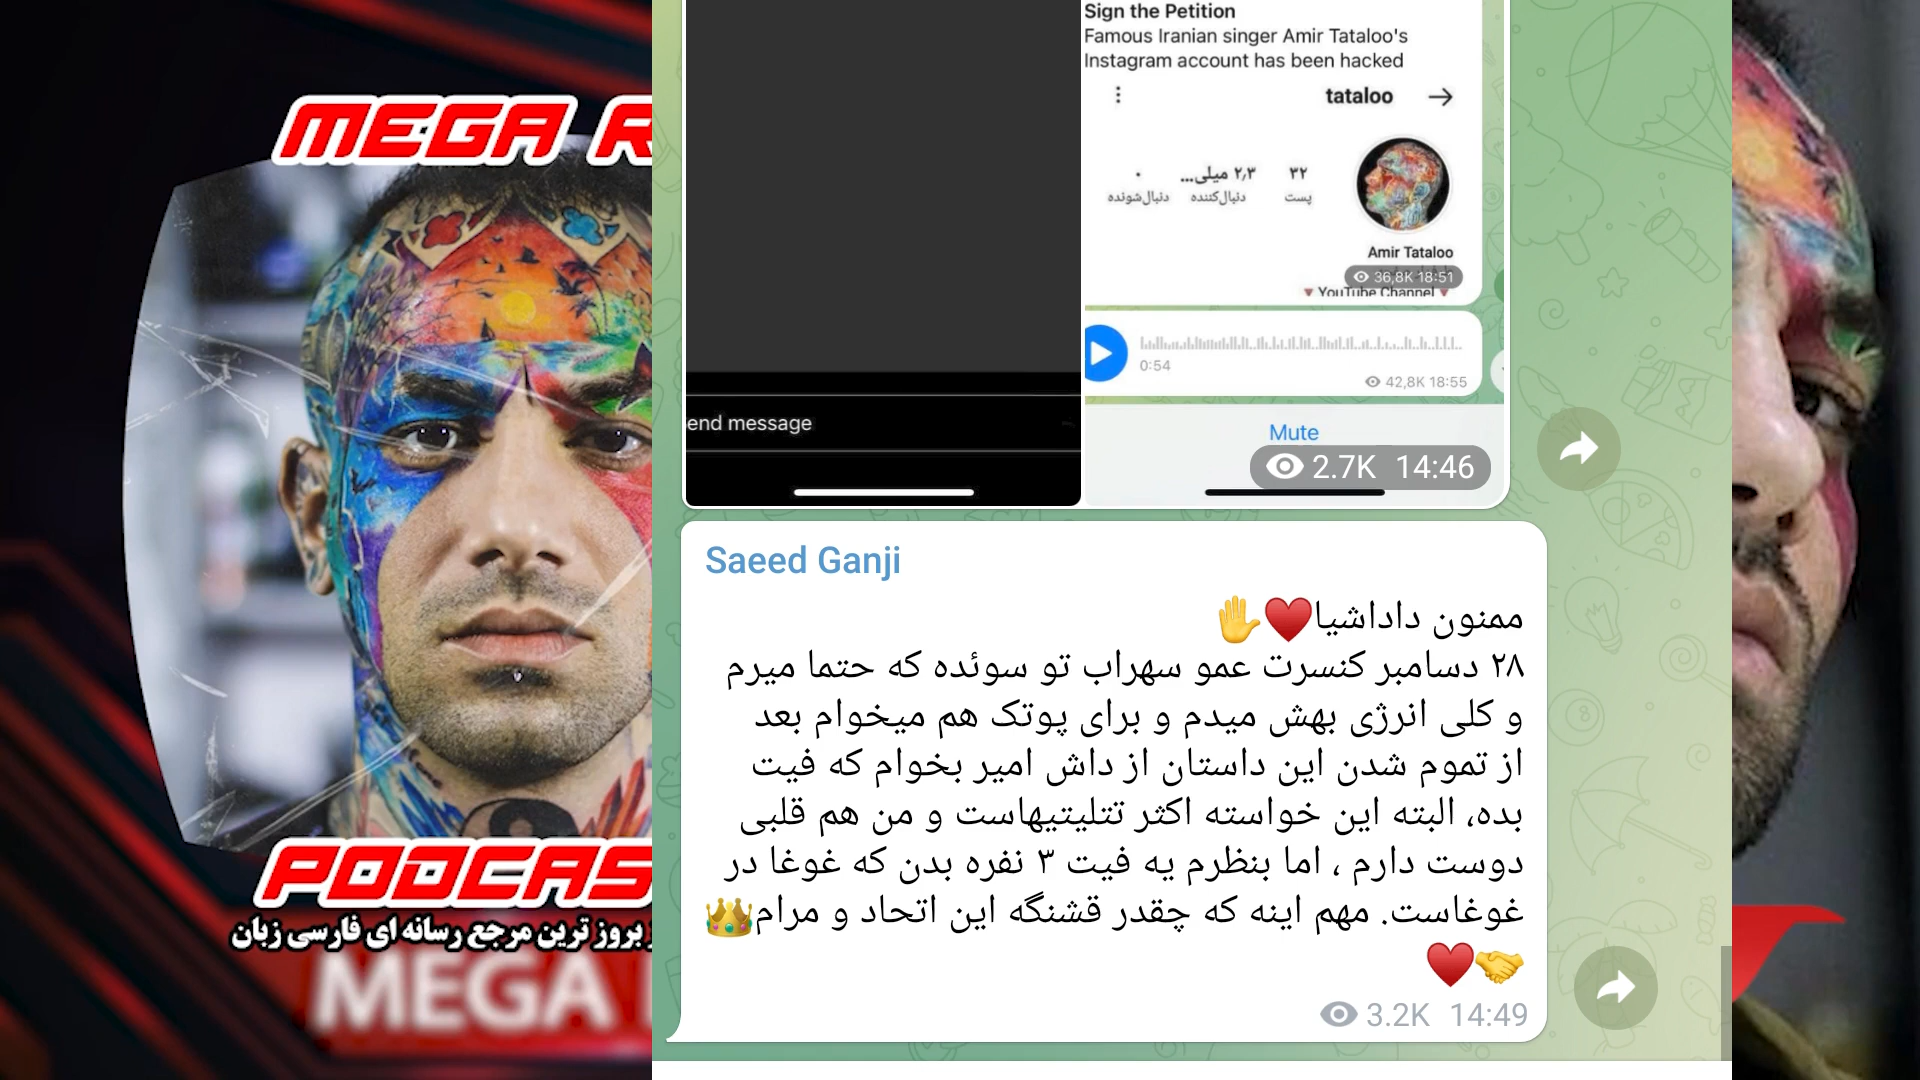 MEGA R
PODCAS
بروز ترین مرجع رسانه ای فارسی زبان
MEGA
Sign the Petition
Famous Iranian singer Amir Tataloo's
Instagram account has been hacked
tataloo
۳۲ ۲٫۳ میلی... ۰
پست دنبال‌کننده دنبال‌شونده
Amir Tataloo
36,8K 18:51
YouTube Channel
0:54
42,8K 18:55
end message
Mute
2.7K 14:46
Saeed Ganji
ممنون داداشیا♥️✋
۲۸ دسامبر کنسرت عمو سهراب تو سوئده که حتما میرم
و کلی انرژی بهش میدم و برای پوتک هم میخوام بعد
از تموم شدن این داستان از داش امیر بخوام که فیت
بده، البته این خواسته اکثر تتلیتیهاست و من هم قلبی
دوست دارم ، اما بنظرم یه فیت ۳ نفره بدن که غوغا در
غوغاست. مهم اینه که چقدر قشنگه این اتحاد و مرام👑
🤝♥️
3.2K 14:49